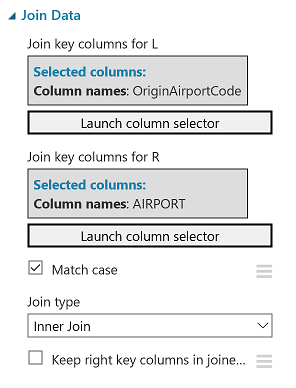 Join Data
Join key columns for L
Selected columns:
Column names: OriginAirportCode
Launch column selector
Join key columns for R
Selected columns:
Column names: AIRPORT
Launch column selector
Match case
Join type
Inner Join
Keep right key columns in joine...